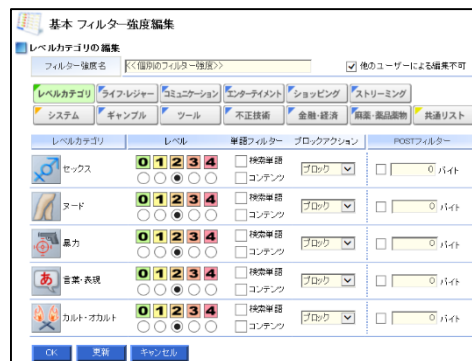 基本 フィルター強度編集
レベルカテゴリの編集
フィルター強度名 <<個別のフィルター強度>> 他のユーザーによる編集不可
レベルカテゴリ ライフ・レジャー コミュニケーション エンターテイメント ショッピング ストリーミング
システム ギャンブル ツール 不正技術 金融・経済 麻薬・薬品薬物 共通リスト
レベルカテゴリ レベル 単語フィルター ブロックアクション POSTフィルター
セックス 0 1 2 3 4 検索単語 ブロック 0 バイト
コンテンツ
ヌード 0 1 2 3 4 検索単語 ブロック 0 バイト
コンテンツ
暴力 0 1 2 3 4 検索単語 ブロック 0 バイト
コンテンツ
あ 言葉・表現 0 1 2 3 4 検索単語 ブロック 0 バイト
コンテンツ
カルト・オカルト 0 1 2 3 4 検索単語 ブロック 0 バイト
コンテンツ
OK 更新 キャンセル